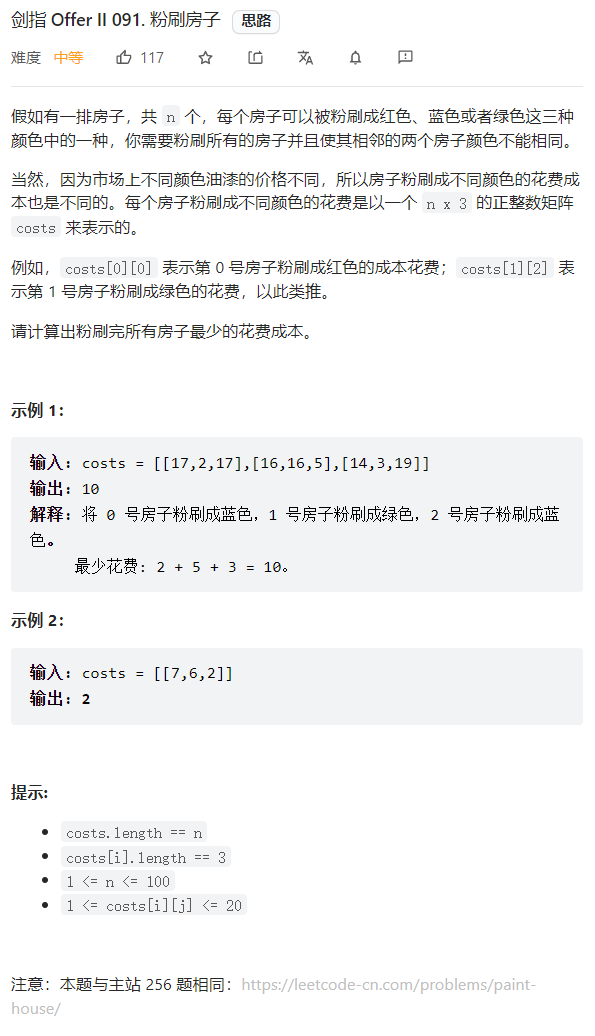 剑指 Offer II 091. 粉刷房子 思路
难度 中等 117
假如有一排房子，共 n 个，每个房子可以被粉刷成红色、蓝色或者绿色这三种
颜色中的一种，你需要粉刷所有的房子并且使其相邻的两个房子颜色不能相同。
当然，因为市场上不同颜色油漆的价格不同，所以房子粉刷成不同颜色的花费成
本也是不同的。每个房子粉刷成不同颜色的花费是以一个 n x 3 的正整数矩阵
costs 来表示的。
例如，costs[0][0] 表示第 0 号房子粉刷成红色的成本花费；costs[1][2] 表
示第 1 号房子粉刷成绿色的花费，以此类推。
请计算出粉刷完所有房子最少的花费成本。
示例 1：
输入：costs = [[17,2,17],[16,16,5],[14,3,19]]
输出：10
解释：将 0 号房子粉刷成蓝色，1 号房子粉刷成绿色，2 号房子粉刷成蓝
色。
最少花费: 2 + 5 + 3 = 10。
示例 2：
输入：costs = [[7,6,2]]
输出：2
提示:
costs.length == n
costs[i].length == 3
1 <= n <= 100
1 <= costs[i][j] <= 20
注意：本题与主站 256 题相同：https://leetcode-cn.com/problems/paint-
house/